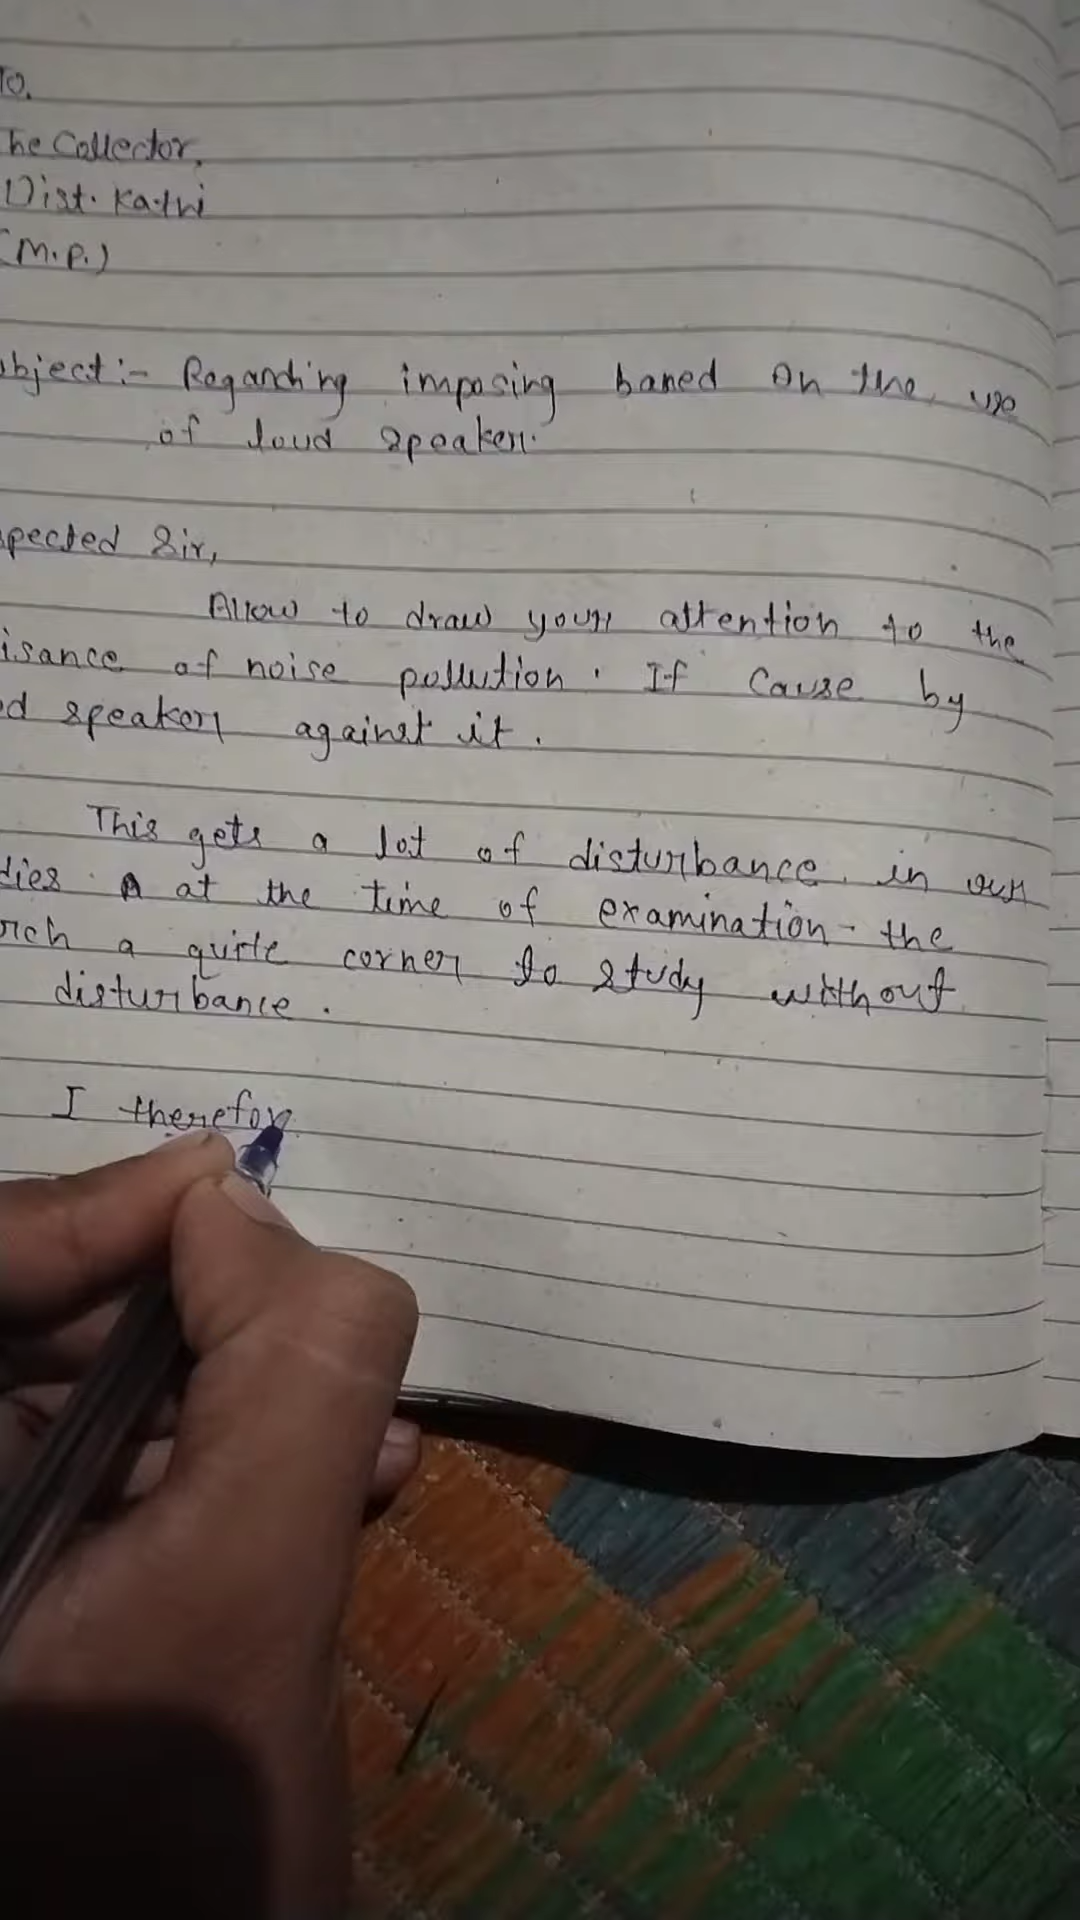 To,
The Collector,
Dist. Katni
(M.P.)
ubject :- Regarding imposing baned on the use
of loud speaker.
spected Sir,
Allow to draw your attention to the
isance of noise pollution. If Cause by
d speaker against it.
This gets a lot of disturbance in our
dies at the time of examination - the
rch a quite corner to study without
disturbance.
I therefor